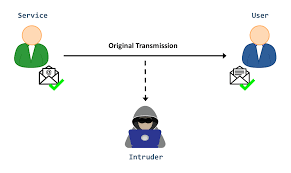 Service
User
Original Transmission
@
Intruder